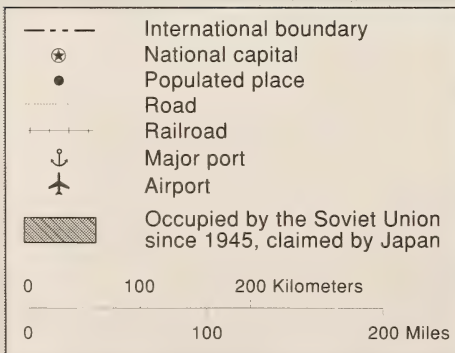 International boundary
National capital
Populated place
Road
Railroad
Major port
Airport
Occupied by the Soviet Union
since 1945, claimed by Japan
0 100 200 Kilometers
0 100 200 Miles